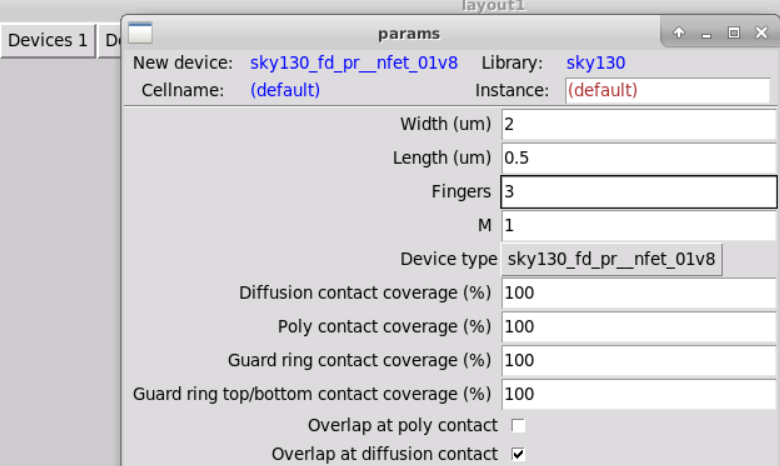 layout1
params
Devices 1 D
New device: sky130_fd_pr__nfet_01v8 Library: sky130
Cellname: (default) Instance: (default)
Width (um) 2
Length (um) 0.5
Fingers 3
M 1
Device type sky130_fd_pr__nfet_01v8
Diffusion contact coverage (%) 100
Poly contact coverage (%) 100
Guard ring contact coverage (%) 100
Guard ring top/bottom contact coverage (%) 100
Overlap at poly contact
Overlap at diffusion contact